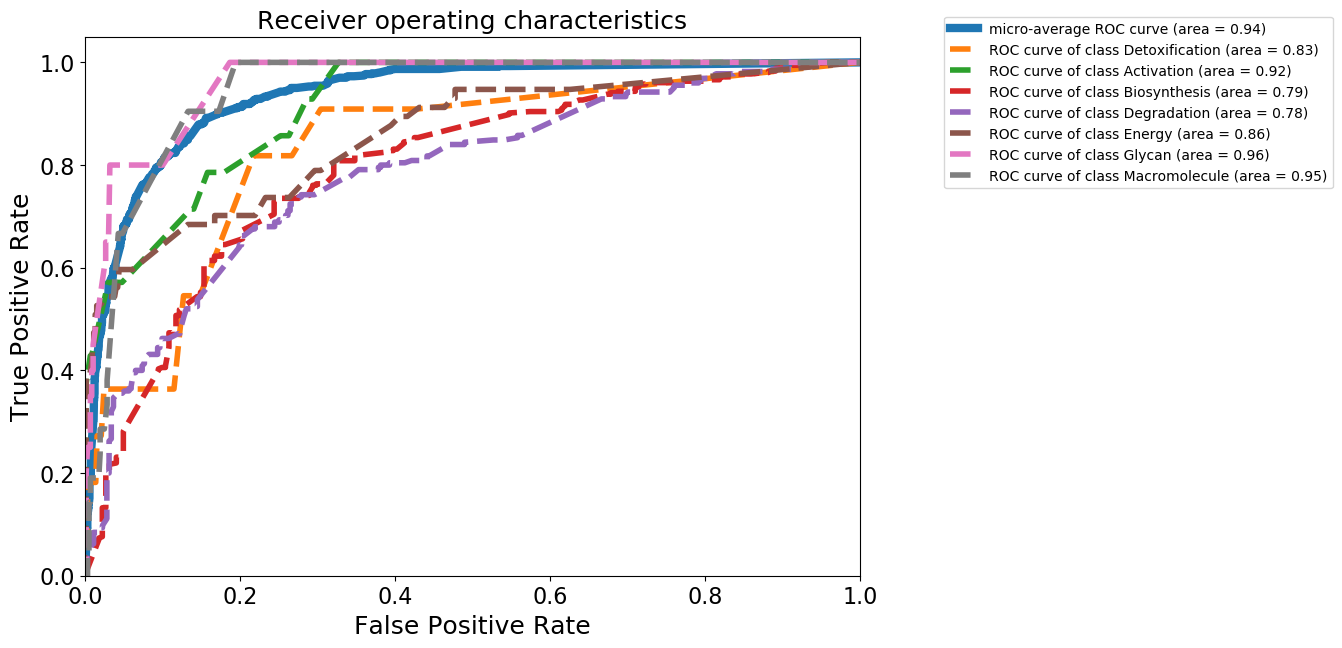 Receiver operating characteristics
micro-average ROC curve (area = 0.94)
ROC curve of class Detoxification (area = 0.83)
ROC curve of class Activation (area = 0.92)
ROC curve of class Biosynthesis (area = 0.79)
ROC curve of class Degradation (area = 0.78)
ROC curve of class Energy (area = 0.86)
ROC curve of class Glycan (area = 0.96)
ROC curve of class Macromolecule (area = 0.95)
True Positive Rate
1.0
0.8
0.6
0.4
0.2
0.0
0.0 0.2 0.4 0.6 0.8 1.0
False Positive Rate